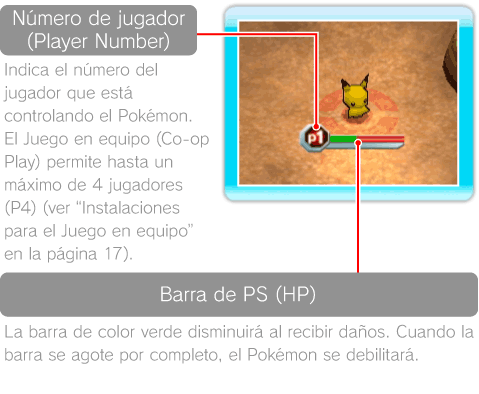 Número de jugador
(Player Number)
Indica el número del
jugador que está
controlando el Pokémon.
El Juego en equipo (Co-op
Play) permite hasta un
máximo de 4 jugadores
(P4) (ver “Instalaciones
para el Juego en equipo”
en la página 17).
P1
Barra de PS (HP)
La barra de color verde disminuirá al recibir daños. Cuando la
barra se agote por completo, el Pokémon se debilitará.